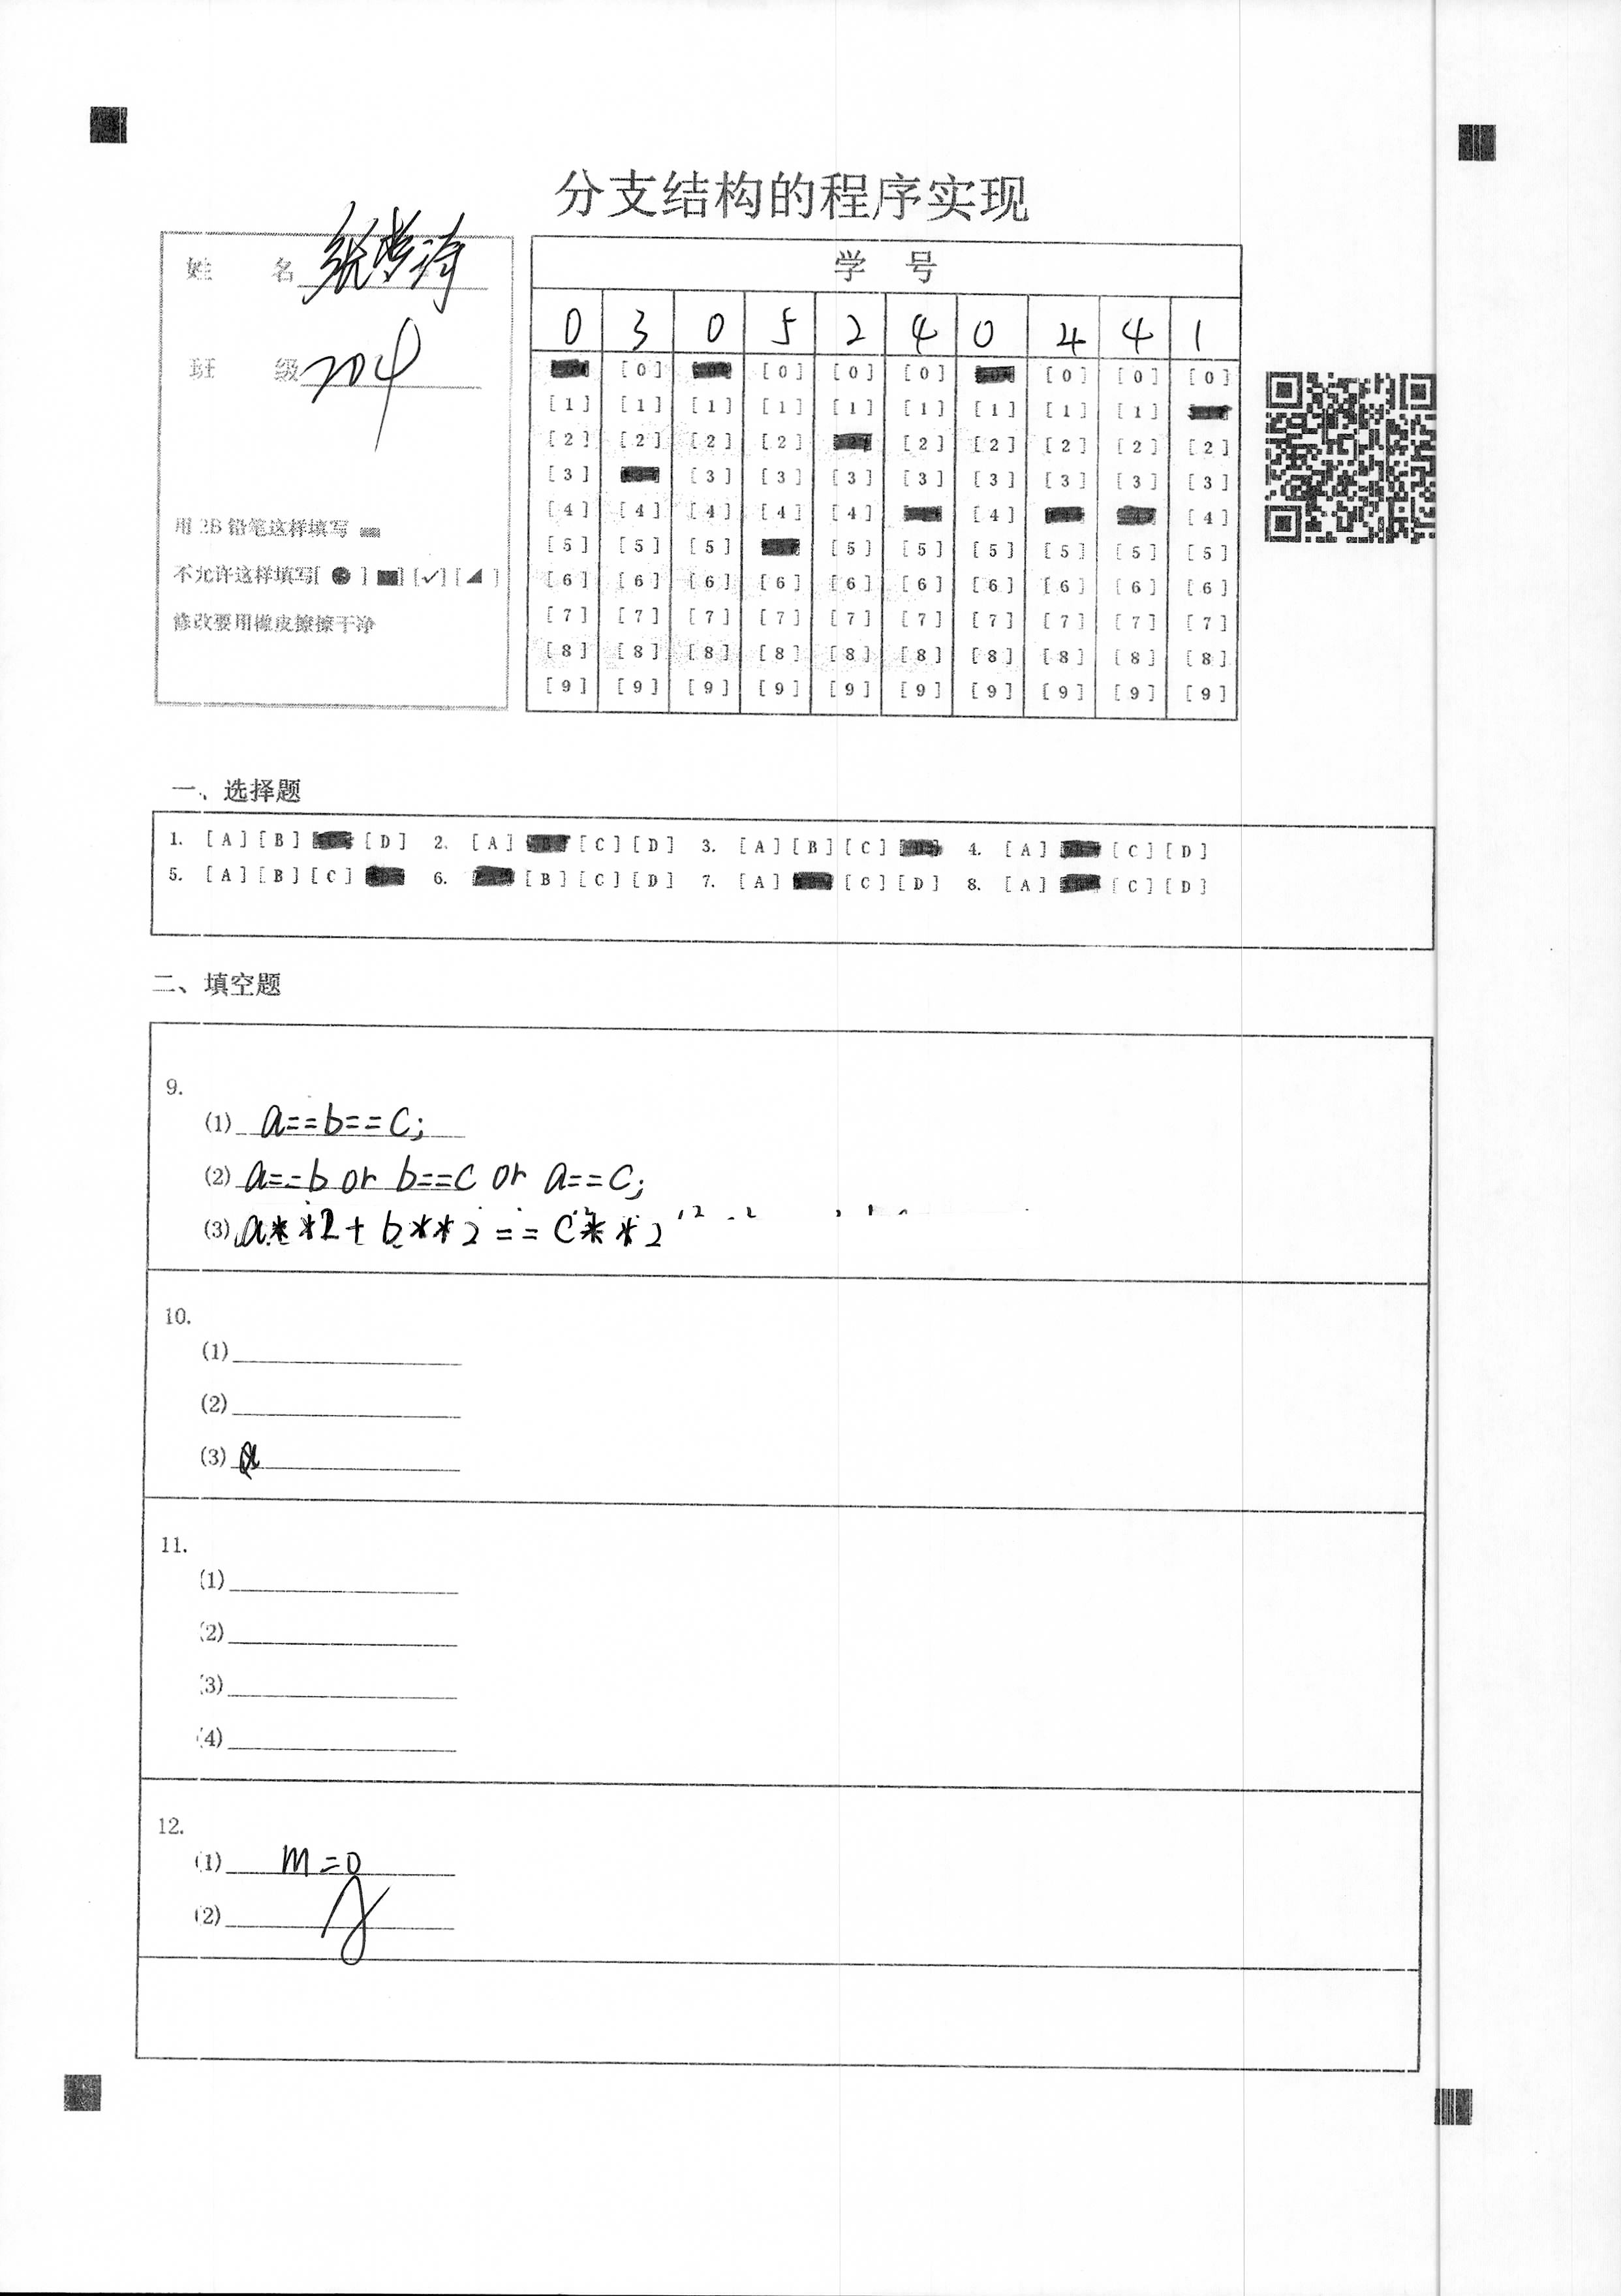 分支结构的程序实现
姓 名 纸梦琦
班 级 204
用2B铅笔这样填写
不允许这样填写[ ● ] [■] [✓] [◢ ]
修改要用橡皮擦擦干净
学 号
0 3 0 5 2 4 0 4 4 1
[0] [0] [0] [0] [0] [0] [0]
[1] [1] [1] [1] [1] [1] [1] [1] [1]
[2] [2] [2] [2] [2] [2] [2] [2] [2]
[3] [3] [3] [3] [3] [3] [3] [3] [3]
[4] [4] [4] [4] [4] [4] [4]
[5] [5] [5] [5] [5] [5] [5] [5] [5]
[6] [6] [6] [6] [6] [6] [6] [6] [6] [6]
[7] [7] [7] [7] [7] [7] [7] [7] [7] [7]
[8] [8] [8] [8] [8] [8] [8] [8] [8] [8]
[9] [9] [9] [9] [9] [9] [9] [9] [9] [9]
一、选择题
1. [A] [B] [D] 2. [A] [C] [D] 3. [A] [B] [C] 4. [A] [C] [D]
5. [A] [B] [C] 6. [B] [C] [D] 7. [A] [C] [D] 8. [A] [C] [D]
二、填空题
9.
(1) a==b==c;
(2) a==b or b==c or a==c;
(3) a**2+b**2==c**2
10.
(1)
(2)
(3)
11.
(1)
(2)
(3)
(4)
12.
(1) m=0
(2)